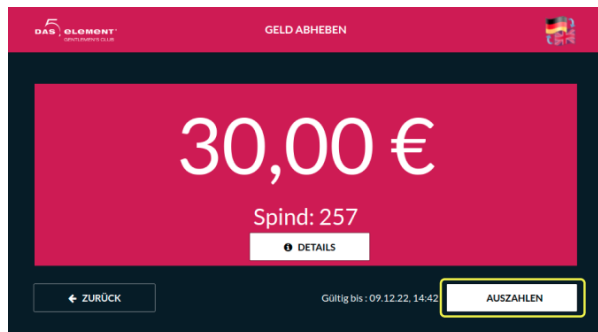 DAS 5 ELEMENT
GENTLEMEN'S CLUB
GELD ABHEBEN
30,00 €
Spind: 257
DETAILS
ZURÜCK
Gültig bis : 09.12.22, 14:42
AUSZAHLEN